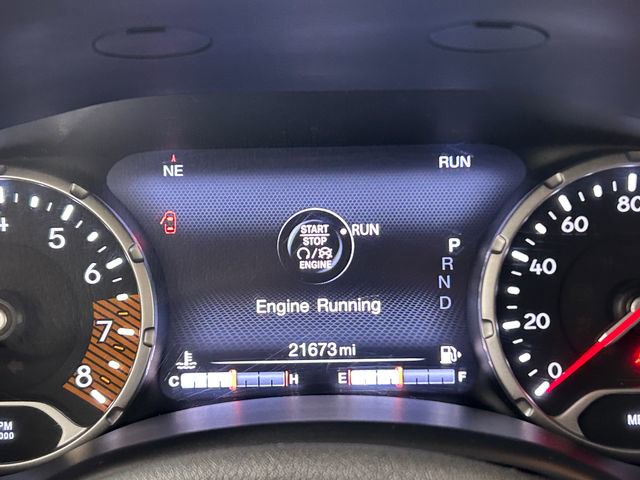 NE
RUN
START
STOP
ENGINE
RUN
P
R
N
D
Engine Running
21673 mi
C H
E F
4
5
6
7
8
80
60
40
20
0